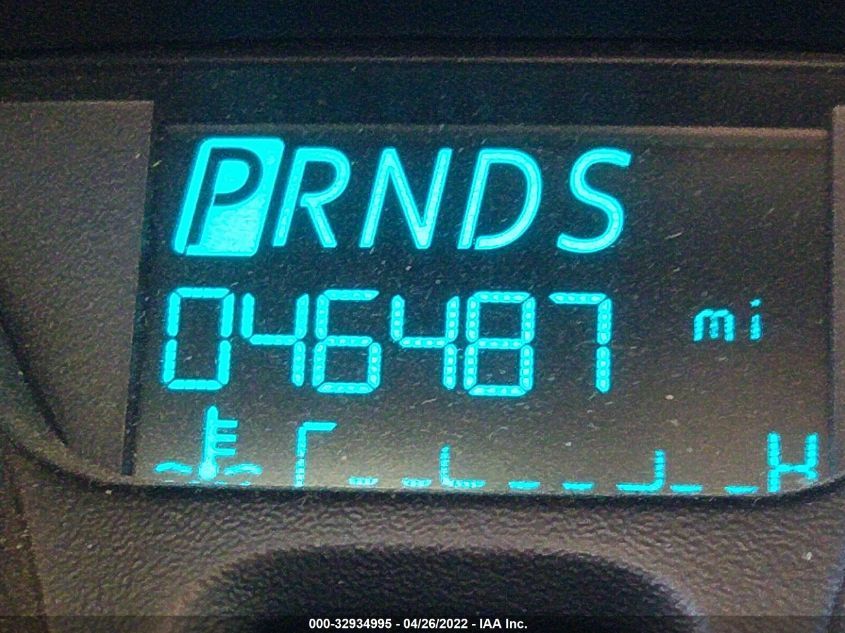 PRNDS
046487 mi
H
000-32934995 - 04/26/2022 - IAA Inc.